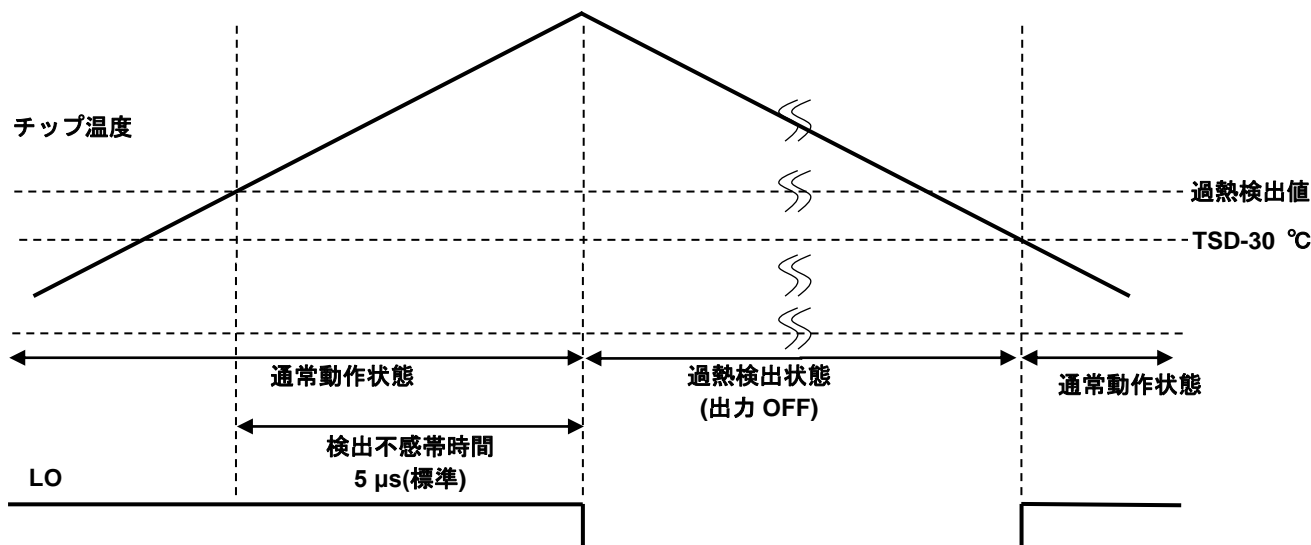 チップ温度
過熱検出値
TSD-30 ℃
通常動作状態
過熱検出状態
(出力 OFF)
通常動作状態
検出不感帯時間
5 μs(標準)
LO